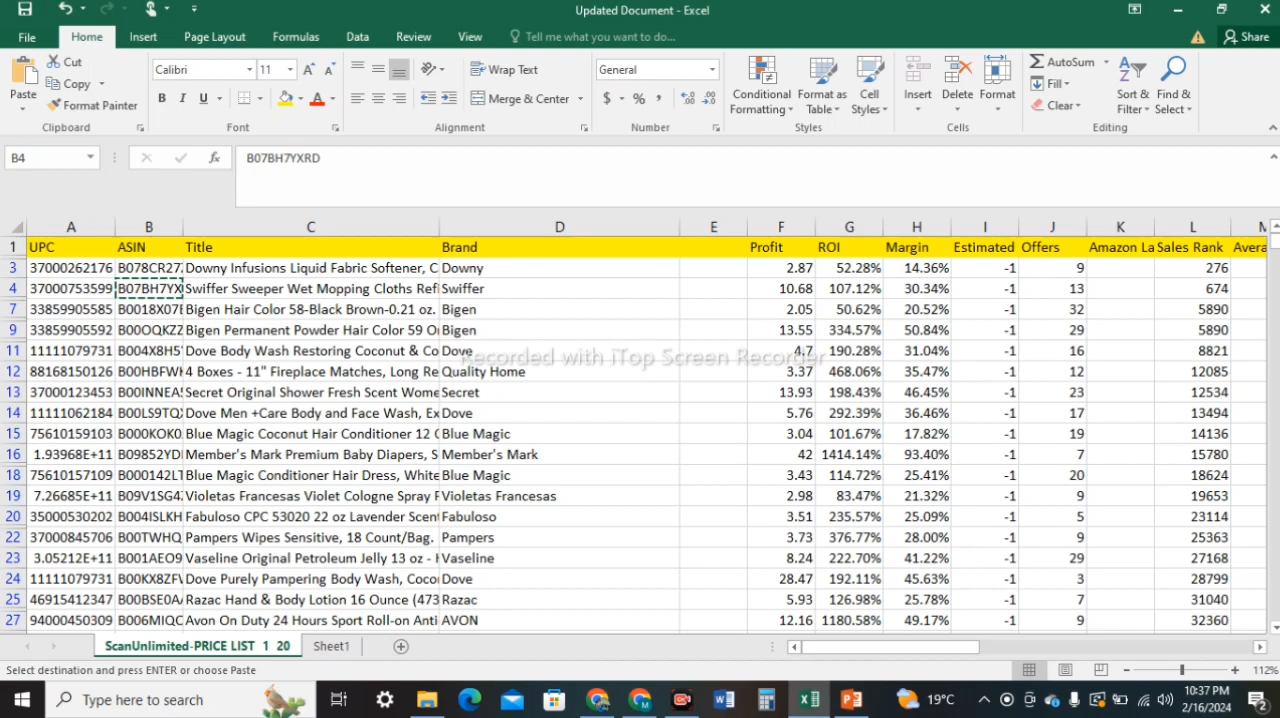 Updated Document - Excel
File Home Insert Page Layout Formulas Data Review View Tell me what you want to do... Share
Cut Calibri 11 Wrap Text General AutoSum
Copy Fill
Paste Format Painter B I U Merge & Center $ % , Conditional Formatting Format as Table Cell Styles Insert Delete Format Clear Sort & Filter Find & Select
Clipboard Font Alignment Number Styles Cells Editing
B4 fx B07BH7YXRD
A B C D E F G H I J K L M
1 UPC ASIN Title Brand Profit ROI Margin Estimated Offers Amazon La Sales Rank Avera
3 37000262176 B078CR27 Downy Infusions Liquid Fabric Softener, C Downy 2.87 52.28% 14.36% -1 9 276
4 37000753599 B07BH7YX Swiffer Sweeper Wet Mopping Cloths Refi Swiffer 10.68 107.12% 30.34% -1 13 674
7 33859905585 B0018X07 Bigen Hair Color 58-Black Brown-0.21 oz. Bigen 2.05 50.62% 20.52% -1 32 5890
9 33859905592 B00OQKZZ Bigen Permanent Powder Hair Color 59 O Bigen 13.55 334.57% 50.84% -1 29 5890
11 11111079731 B004X8H5 Dove Body Wash Restoring Coconut & Co Dove 4.7 190.28% 31.04% -1 16 8821
Recorded with iTop Screen Recorder
12 88168150126 B00HBFW 4 Boxes - 11" Fireplace Matches, Long Re Quality Home 3.37 468.06% 35.47% -1 12 12085
13 37000123453 B00INNEA Secret Original Shower Fresh Scent Wome Secret 13.93 198.43% 46.45% -1 23 12534
14 11111062184 B00LS9TQ Dove Men +Care Body and Face Wash, Ex Dove 5.76 292.39% 36.46% -1 17 13494
15 75610159103 B000KOK0 Blue Magic Coconut Hair Conditioner 12 Blue Magic 3.04 101.67% 17.82% -1 19 14136
16 1.93968E+11 B09852YD Member's Mark Premium Baby Diapers, S Member's Mark 42 1414.14% 93.40% -1 7 15780
18 75610157109 B000142LT Blue Magic Conditioner Hair Dress, White Blue Magic 3.43 114.72% 25.41% -1 20 18624
19 7.26685E+11 B09V1SG4 Violetas Francesas Violet Cologne Spray F Violetas Francesas 2.98 83.47% 21.32% -1 9 19653
20 35000530202 B004ISLKH Fabuloso CPC 53020 22 oz Lavender Scen Fabuloso 3.51 235.57% 25.09% -1 5 23114
22 37000845706 B00TWHQ Pampers Wipes Sensitive, 18 Count/Bag. Pampers 3.73 376.77% 28.00% -1 9 25363
23 3.05212E+11 B001AEO9 Vaseline Original Petroleum Jelly 13 oz - Vaseline 8.24 222.70% 41.22% -1 29 27168
24 11111079731 B00KX8ZF Dove Purely Pampering Body Wash, Coco Dove 28.47 192.11% 45.63% -1 3 28799
25 46915412347 B00BSE0A Razac Hand & Body Lotion 16 Ounce (473 Razac 5.93 126.98% 25.78% -1 7 31040
27 94000450309 B006MIQC Avon On Duty 24 Hours Sport Roll-on Anti AVON 12.16 1180.58% 49.17% -1 9 32360
ScanUnlimited-PRICE LIST 1 20 Sheet1
Select destination and press ENTER or choose Paste 112%
Type here to search 19°C 10:37 PM
2/16/2024